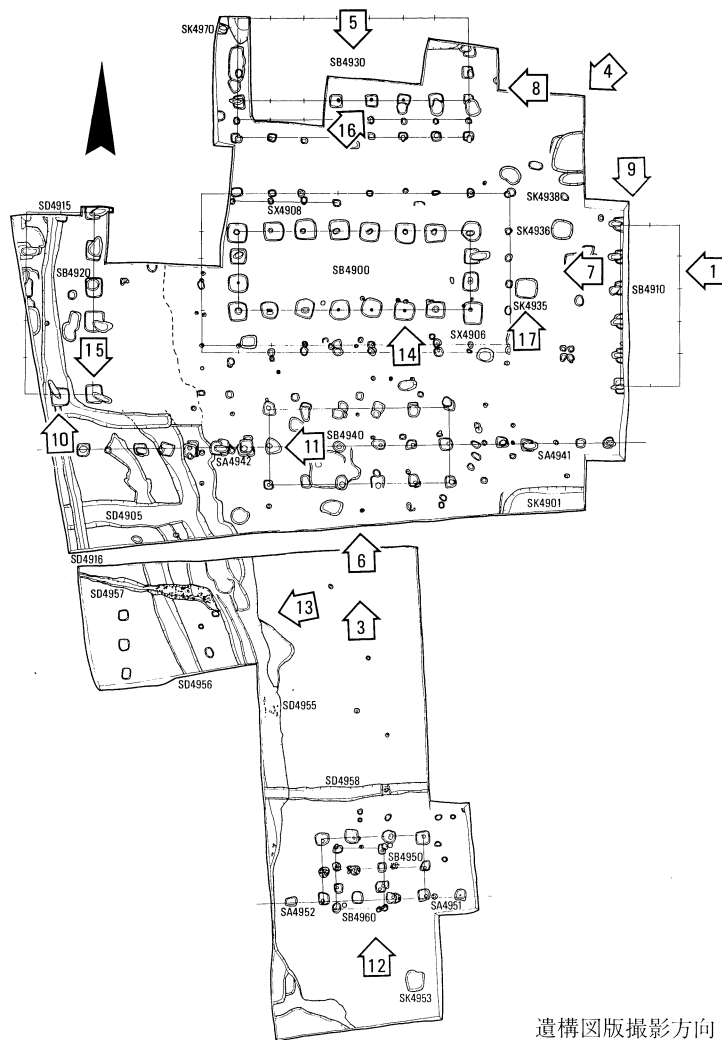 SK4970
5
SB4930
4
8
16
9
SK4938
SD4915
SX4908
SK4936
SB4920
SB4900
7
1
SB4910
SK4935
SX4906
17
14
15
10
11
SB4940
SA4942
SA4941
SD4905
SK4901
SD4916
6
SD4957
13
3
SD4956
SD4955
SD4958
SB4950
SA4952
SB4960
SA4951
12
SK4953
遺構図版撮影方向